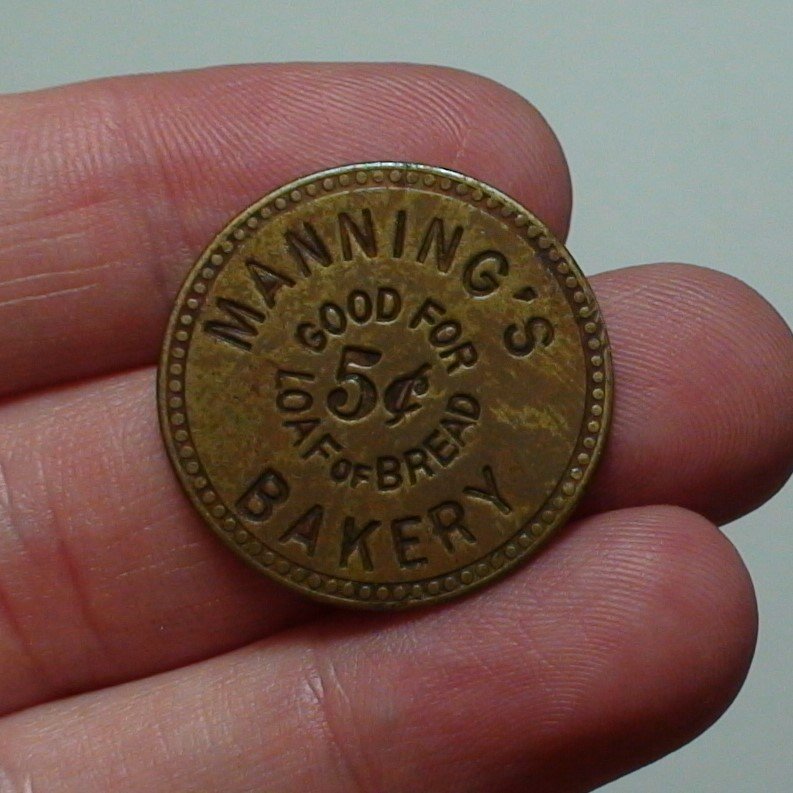 MANNING'S
GOOD FOR
5¢
LOAF OF BREAD
BAKERY